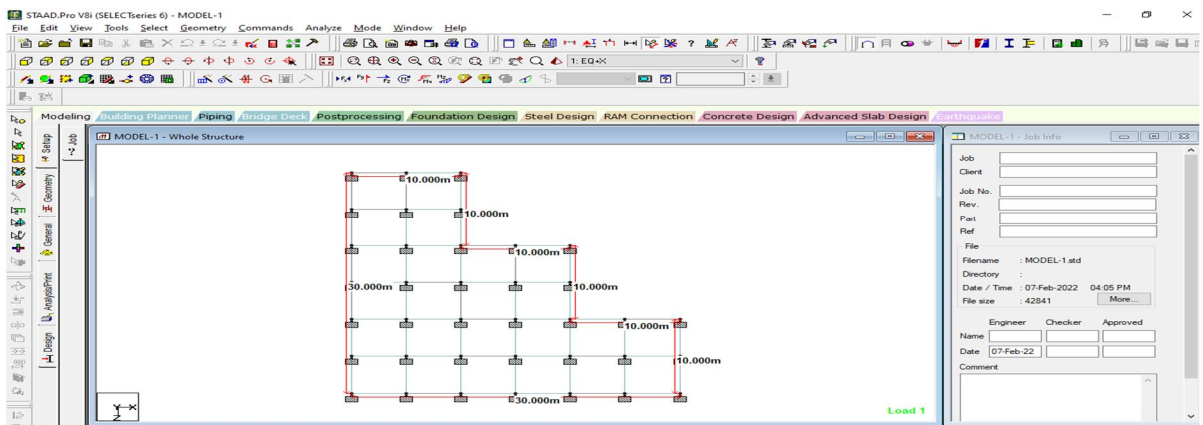 STAAD.Pro V8i (SELECTseries 6) - MODEL-1
File Edit View Tools Select Geometry Commands Analyze Mode Window Help
1: EQ+X
Modeling Building Planner Piping Bridge Deck Postprocessing Foundation Design Steel Design RAM Connection Concrete Design Advanced Slab Design Earthquake
Setup
Geometry
General
Analysis/Print
Design
Job
MODEL-1 - Whole Structure
10.000m
10.000m
10.000m
30.000m
10.000m
10.000m
10.000m
30.000m
Y
X
Z
Load 1
MODEL-1 - Job Info
Job
Client
Job No.
Rev.
Part
Ref
File
Filename : MODEL-1.std
Directory :
Date / Time : 07-Feb-2022 04:05 PM
File size : 42841 More...
Engineer Checker Approved
Name
Date 07-Feb-22
Comment